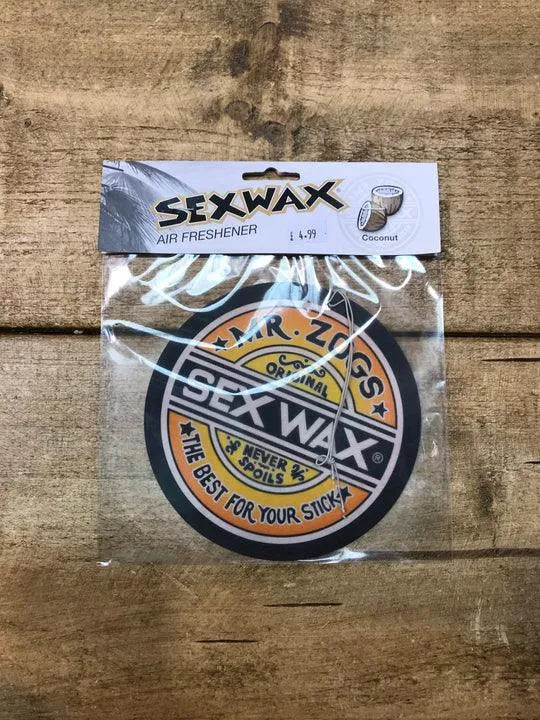 SEXWAX®
AIR FRESHENER
£ 4.99
Coconut
★MR. ZOGS★
ORIGINAL
SEX WAX®
NEVER
SPOILS
★THE BEST FOR YOUR STICK★